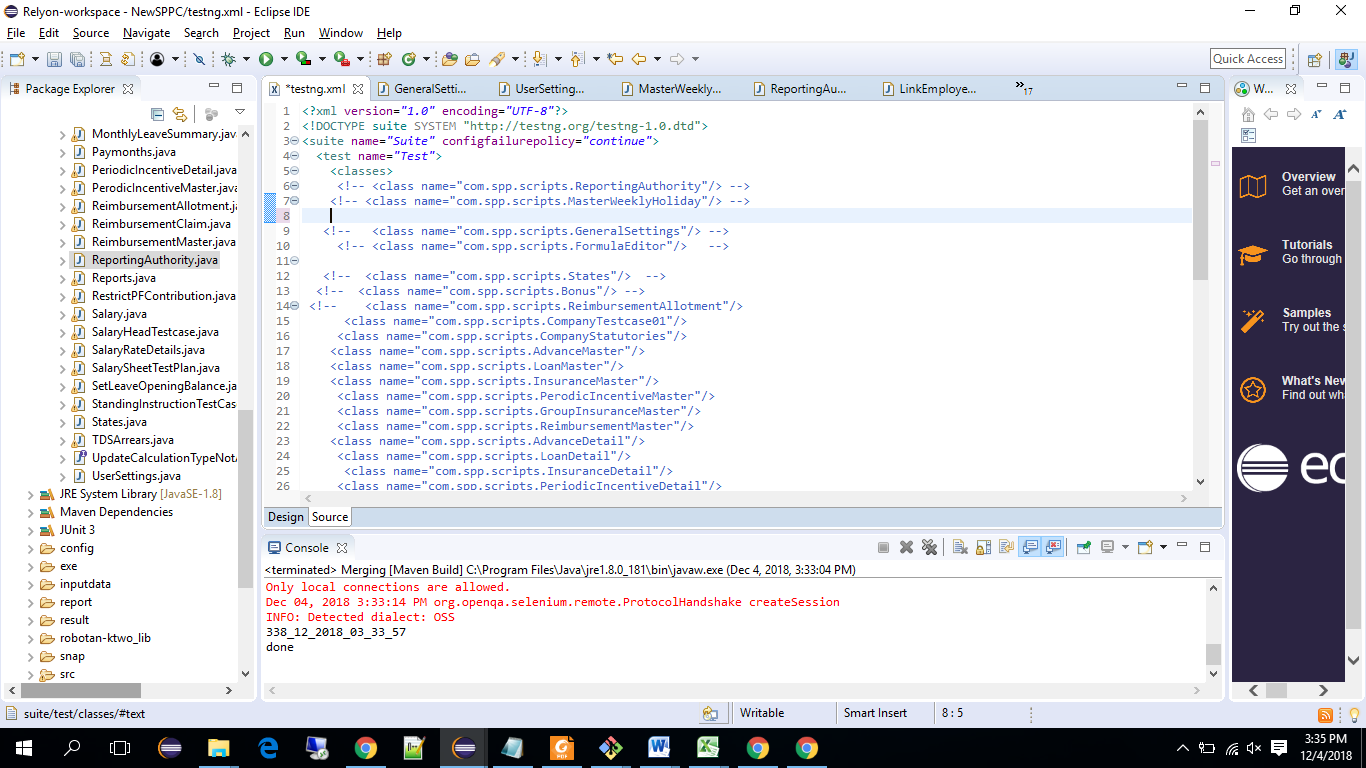 Relyon-workspace - NewSPPC/testng.xml - Eclipse IDE
File Edit Source Navigate Search Project Run Window Help
Quick Access
Package Explorer
MonthlyLeaveSummary.java
Paymonths.java
PeriodicIncentiveDetail.java
PerodicIncentiveMaster.java
ReimbursementAllotment.j
ReimbursementClaim.java
ReimbursementMaster.java
ReportingAuthority.java
Reports.java
RestrictPFContribution.java
Salary.java
SalaryHeadTestcase.java
SalaryRateDetails.java
SalarySheetTestPlan.java
SetLeaveOpeningBalance.ja
StandingInstructionTestCas
States.java
TDSArrears.java
UpdateCalculationTypeNot
UserSettings.java
JRE System Library [JavaSE-1.8]
Maven Dependencies
JUnit 3
config
exe
inputdata
report
result
robotan-ktwo_lib
snap
src
*testng.xml GeneralSetti... UserSetting... MasterWeekly... ReportingAu... LinkEmploye... »17
1 <?xml version="1.0" encoding="UTF-8"?>
2 <!DOCTYPE suite SYSTEM "http://testng.org/testng-1.0.dtd">
3 <suite name="Suite" configfailurepolicy="continue">
4 <test name="Test">
5 <classes>
6 <!-- <class name="com.spp.scripts.ReportingAuthority"/> -->
7 <!-- <class name="com.spp.scripts.MasterWeeklyHoliday"/> -->
8
9 <!-- <class name="com.spp.scripts.GeneralSettings"/> -->
10 <!-- <class name="com.spp.scripts.FormulaEditor"/> -->
11
12 <!-- <class name="com.spp.scripts.States"/> -->
13 <!-- <class name="com.spp.scripts.Bonus"/> -->
14 <!-- <class name="com.spp.scripts.ReimbursementAllotment"/>
15 <class name="com.spp.scripts.CompanyTestcase01"/>
16 <class name="com.spp.scripts.CompanyStatutories"/>
17 <class name="com.spp.scripts.AdvanceMaster"/>
18 <class name="com.spp.scripts.LoanMaster"/>
19 <class name="com.spp.scripts.InsuranceMaster"/>
20 <class name="com.spp.scripts.PerodicIncentiveMaster"/>
21 <class name="com.spp.scripts.GroupInsuranceMaster"/>
22 <class name="com.spp.scripts.ReimbursementMaster"/>
23 <class name="com.spp.scripts.AdvanceDetail"/>
24 <class name="com.spp.scripts.LoanDetail"/>
25 <class name="com.spp.scripts.InsuranceDetail"/>
26 <class name="com.spp.scripts.PeriodicIncentiveDetail"/>
Design Source
Console
<terminated> Merging [Maven Build] C:\Program Files\Java\jre1.8.0_181\bin\javaw.exe (Dec 4, 2018, 3:33:04 PM)
Only local connections are allowed.
Dec 04, 2018 3:33:14 PM org.openqa.selenium.remote.ProtocolHandshake createSession
INFO: Detected dialect: OSS
338_12_2018_03_33_57
done
W...
Overview
Get an over
Tutorials
Go through
Samples
Try out the s
What's New
Find out wh
ec
suite/test/classes/#text Writable Smart Insert 8 : 5
3:35 PM
12/4/2018